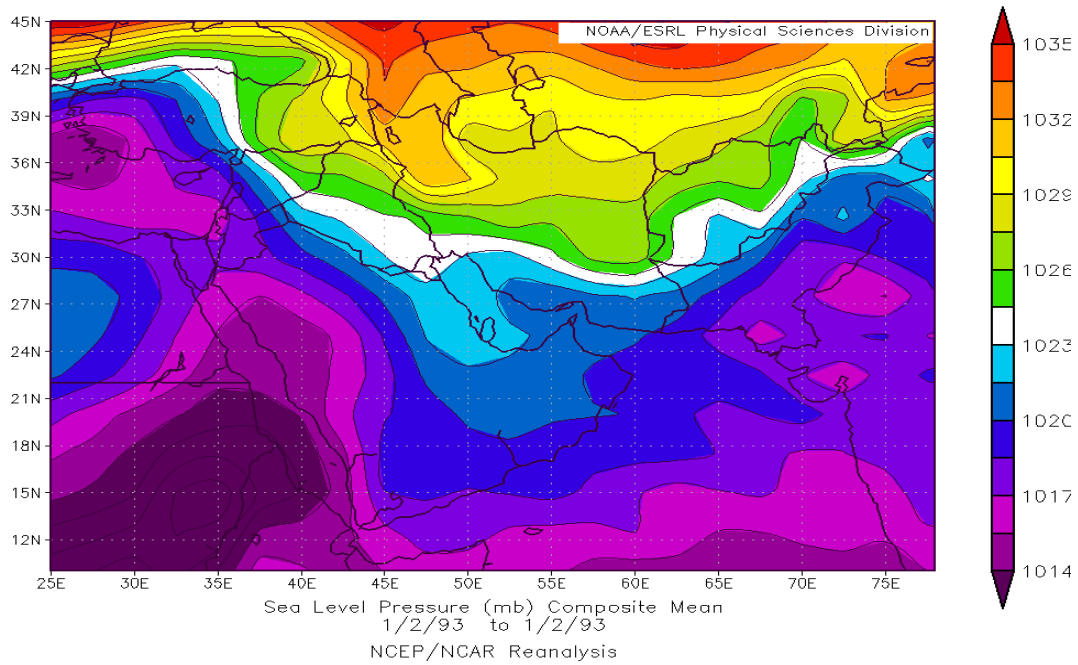 NOAA/ESRL Physical Sciences Division
45N
42N
39N
36N
33N
30N
27N
24N
21N
18N
15N
12N
25E 30E 35E 40E 45E 50E 55E 60E 65E 70E 75E
1035
1032
1029
1026
1023
1020
1017
1014
Sea Level Pressure (mb) Composite Mean
1/2/93 to 1/2/93
NCEP/NCAR Reanalysis